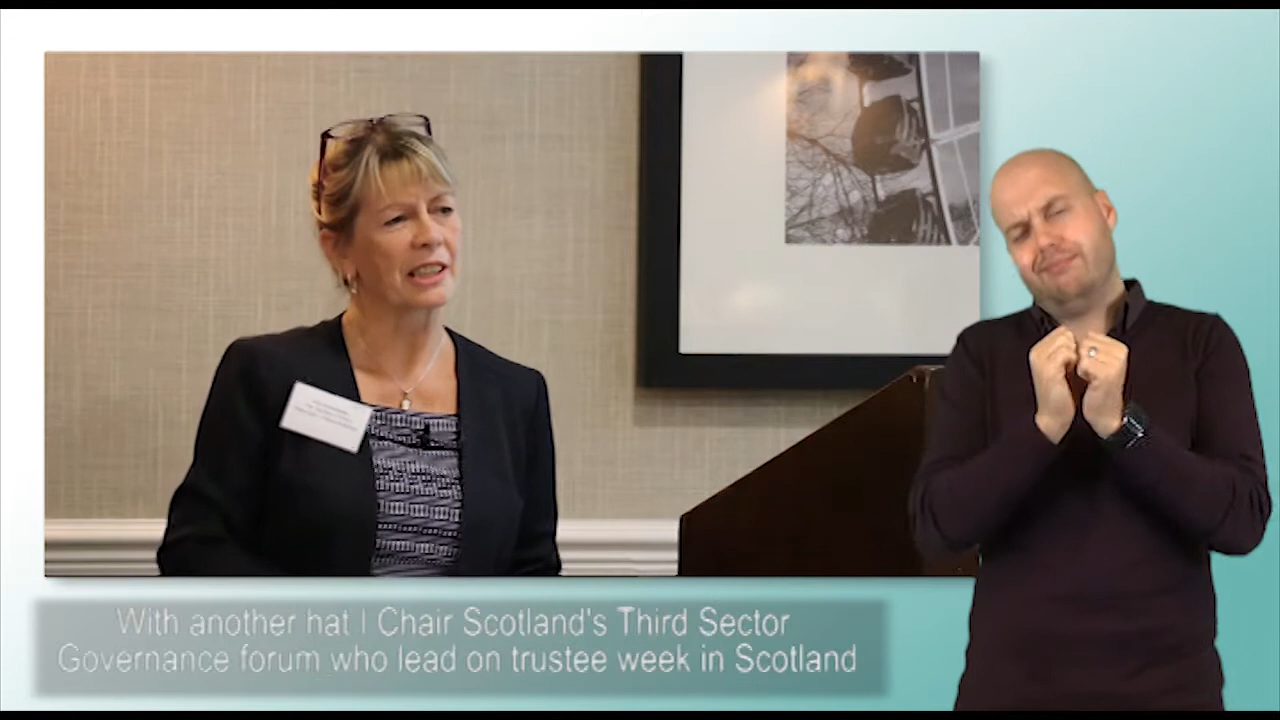 With another hat I Chair Scotland's Third Sector
Governance forum who lead on trustee week in Scotland